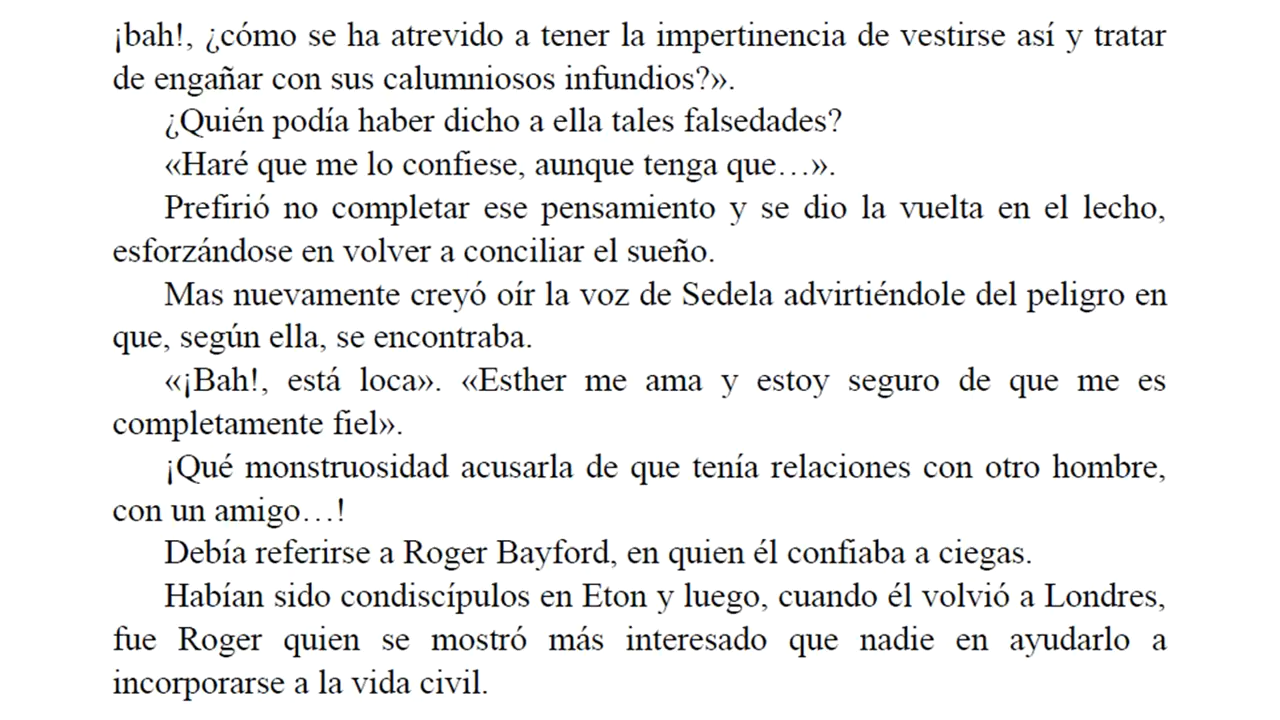 ¡bah!, ¿cómo se ha atrevido a tener la impertinencia de vestirse así y tratar
de engañar con sus calumniosos infundios?».
¿Quién podía haber dicho a ella tales falsedades?
«Haré que me lo confiese, aunque tenga que…».
Prefirió no completar ese pensamiento y se dio la vuelta en el lecho,
esforzándose en volver a conciliar el sueño.
Mas nuevamente creyó oír la voz de Sedela advirtiéndole del peligro en
que, según ella, se encontraba.
«¡Bah!, está loca». «Esther me ama y estoy seguro de que me es
completamente fiel».
¡Qué monstruosidad acusarla de que tenía relaciones con otro hombre,
con un amigo…!
Debía referirse a Roger Bayford, en quien él confiaba a ciegas.
Habían sido condiscípulos en Eton y luego, cuando él volvió a Londres,
fue Roger quien se mostró más interesado que nadie en ayudarlo a
incorporarse a la vida civil.